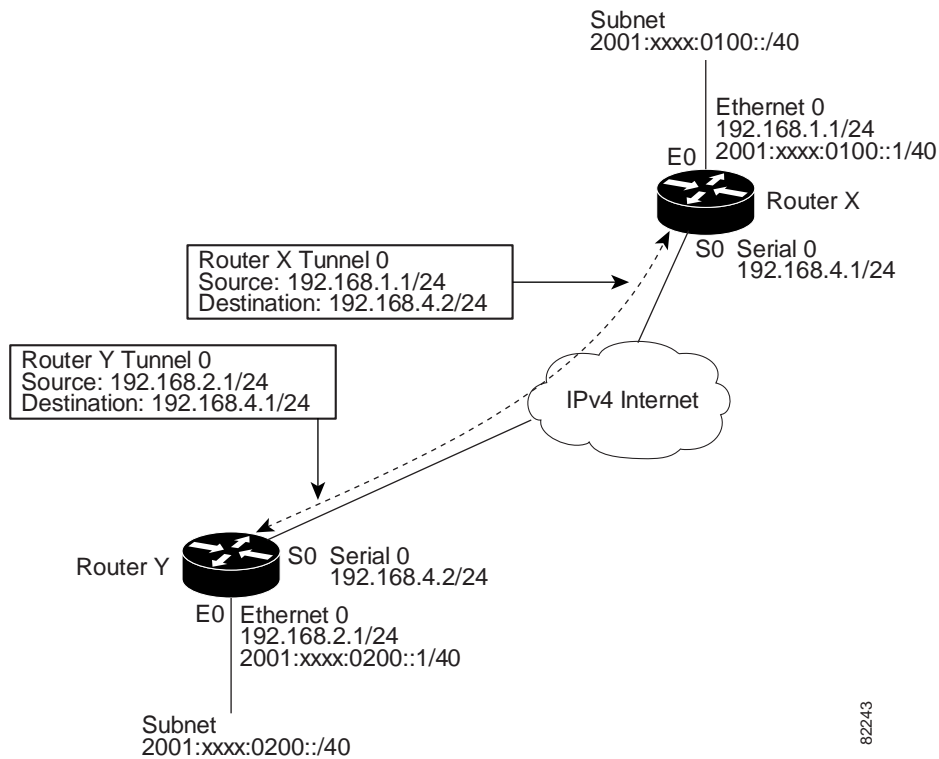 Subnet
2001:xxxx:0100::/40
Ethernet 0
192.168.1.1/24
2001:xxxx:0100::1/40
E0
Router X
S0
Serial 0
192.168.4.1/24
Router X Tunnel 0
Source: 192.168.1.1/24
Destination: 192.168.4.2/24
Router Y Tunnel 0
Source: 192.168.2.1/24
Destination: 192.168.4.1/24
IPv4 Internet
Router Y
S0
Serial 0
192.168.4.2/24
E0
Ethernet 0
192.168.2.1/24
2001:xxxx:0200::1/40
Subnet
2001:xxxx:0200::/40
82243